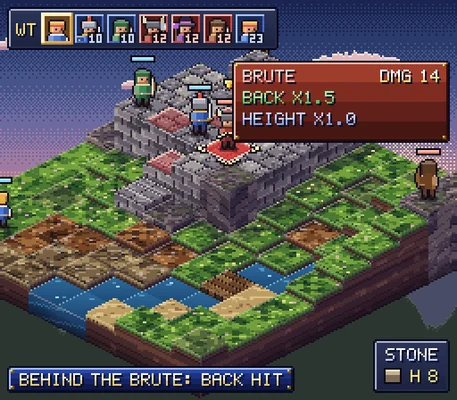 WT
10
10
12
12
12
23
BRUTE DMG 14
BACK X1.5
HEIGHT X1.0
STONE
H 8
BEHIND THE BRUTE: BACK HIT